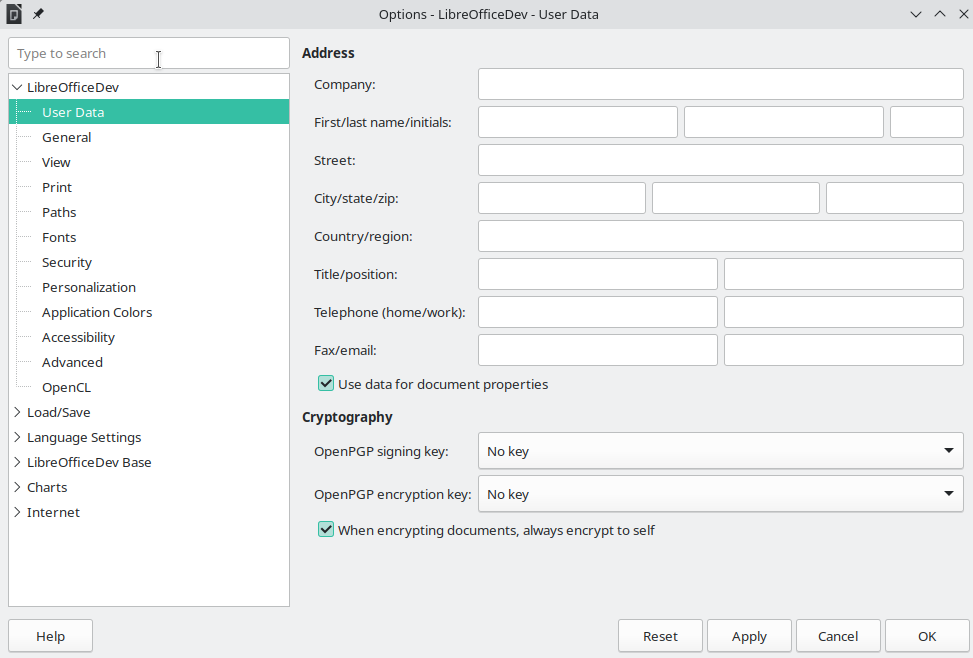 Options - LibreOfficeDev - User Data
Type to search
LibreOfficeDev
User Data
General
View
Print
Paths
Fonts
Security
Personalization
Application Colors
Accessibility
Advanced
OpenCL
Load/Save
Language Settings
LibreOfficeDev Base
Charts
Internet
Address
Company:
First/last name/initials:
Street:
City/state/zip:
Country/region:
Title/position:
Telephone (home/work):
Fax/email:
Use data for document properties
Cryptography
OpenPGP signing key: No key
OpenPGP encryption key: No key
When encrypting documents, always encrypt to self
Help Reset Apply Cancel OK